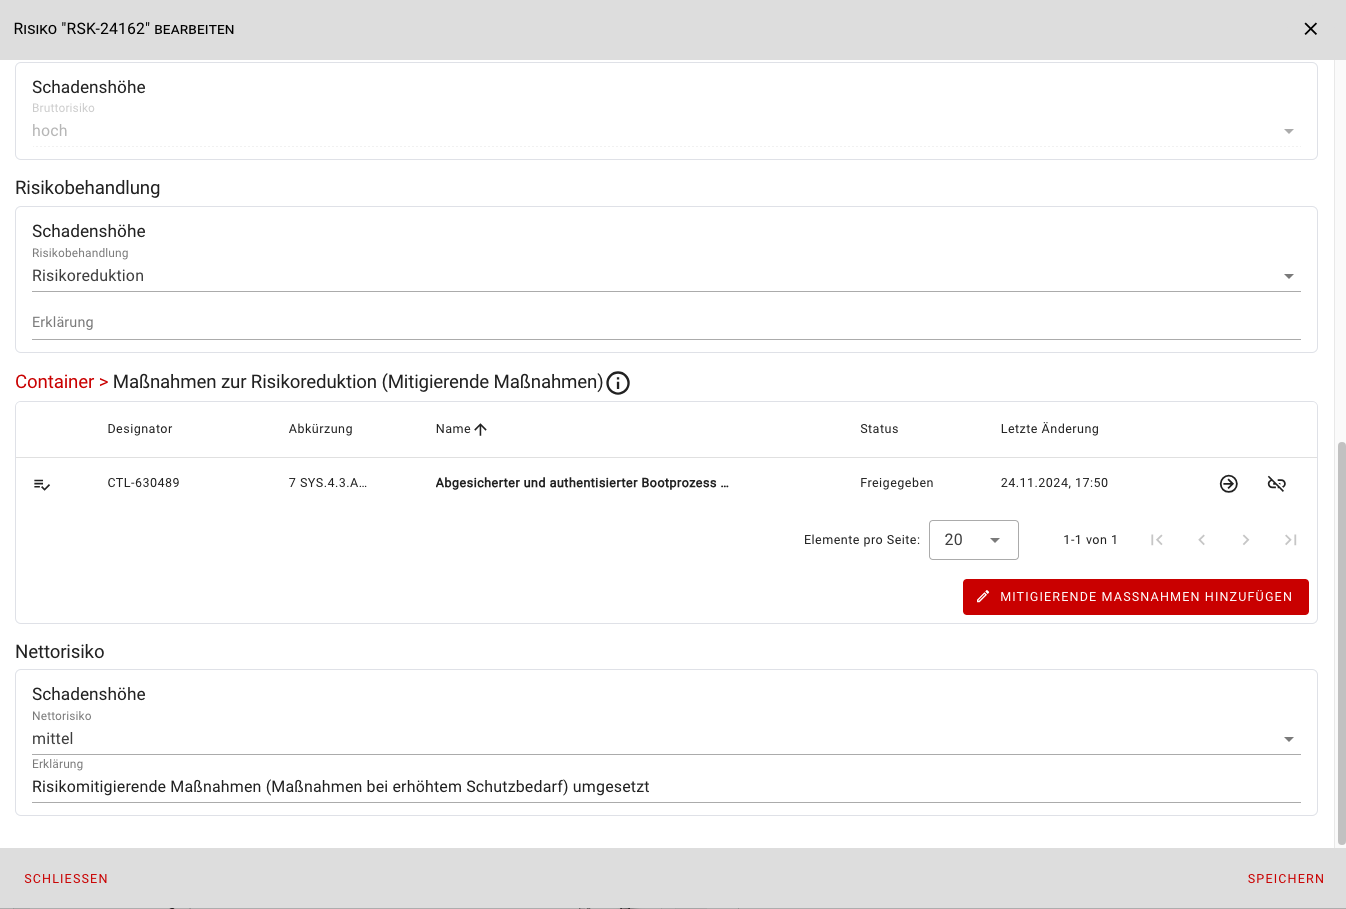 RISIKO "RSK-24162" BEARBEITEN
Schadenshöhe
Bruttorisiko
hoch
Risikobehandlung
Schadenshöhe
Risikobehandlung
Risikoreduktion
Erklärung
Container > Maßnahmen zur Risikoreduktion (Mitigierende Maßnahmen)
Designator Abkürzung Name Status Letzte Änderung
CTL-630489 7 SYS.4.3.A… Abgesicherter und authentisierter Bootprozess … Freigegeben 24.11.2024, 17:50
Elemente pro Seite: 20 1-1 von 1
MITIGIERENDE MASSNAHMEN HINZUFÜGEN
Nettorisiko
Schadenshöhe
Nettorisiko
mittel
Erklärung
Risikomitigierende Maßnahmen (Maßnahmen bei erhöhtem Schutzbedarf) umgesetzt
SCHLIESSEN SPEICHERN